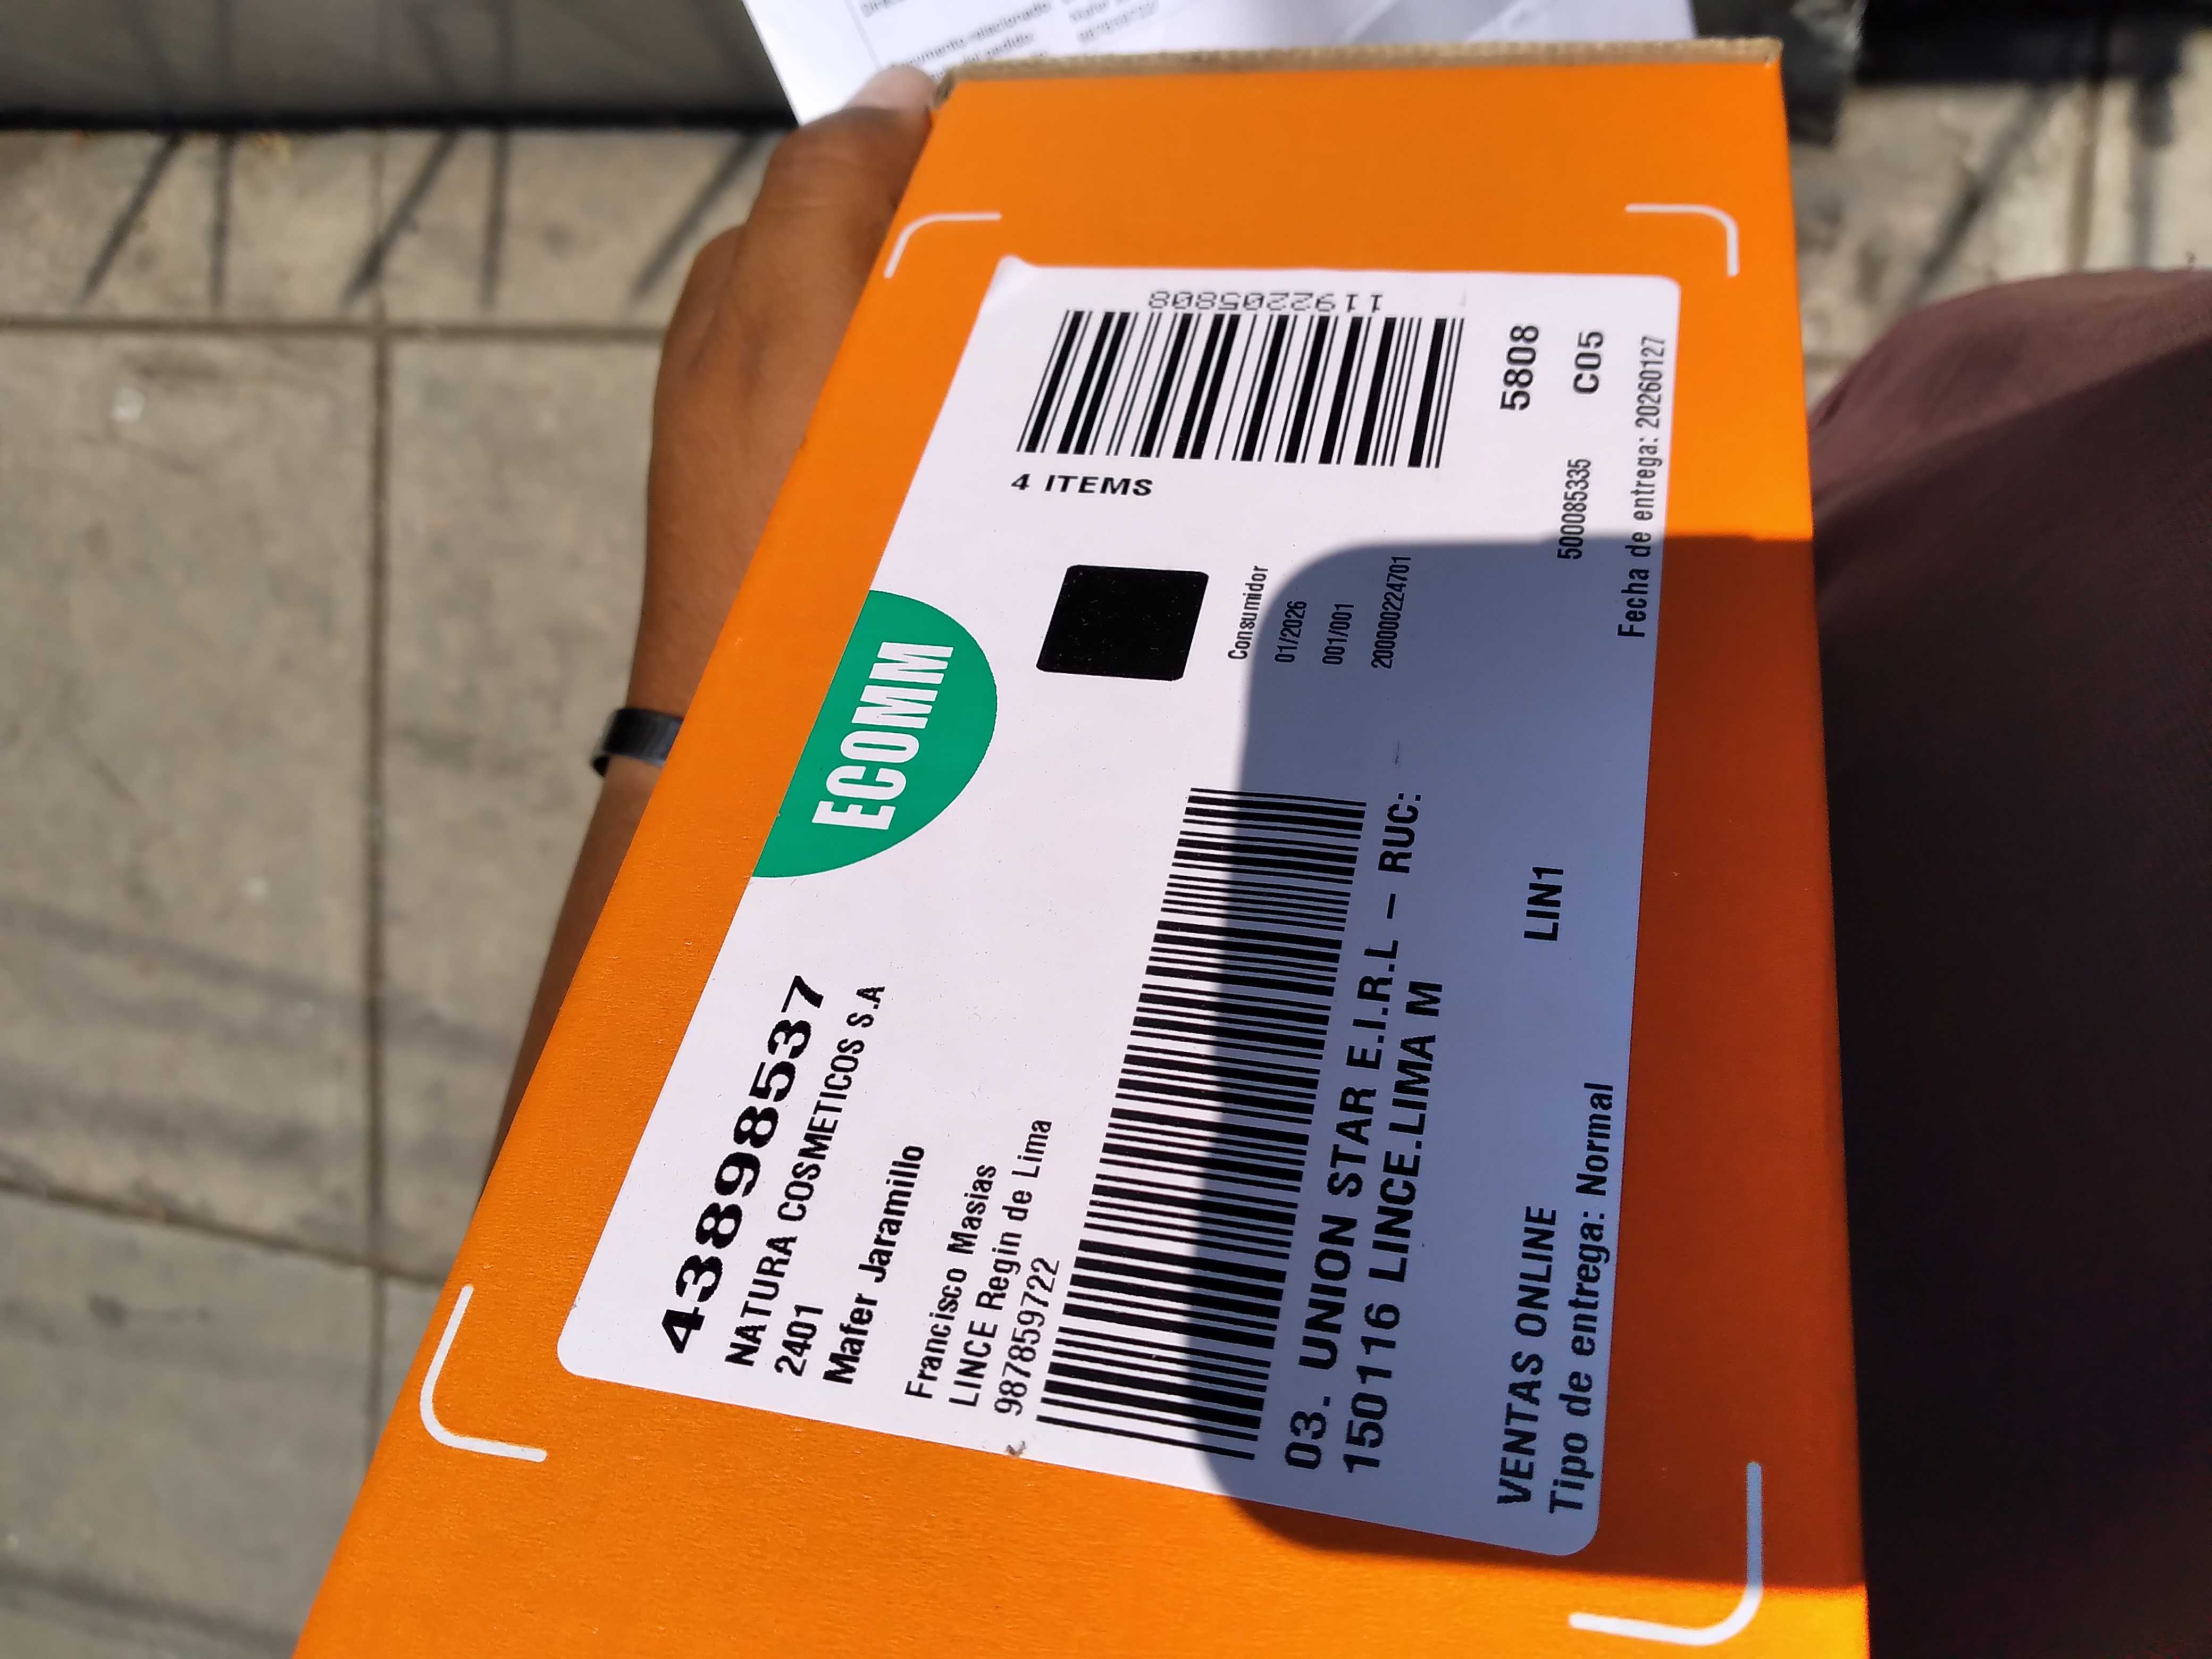 43898537
NATURA COSMETICOS S.A
2401
Mafer Jaramillo
Francisco Masias
LINCE Regin de Lima
987859722
ECOMM
4 ITEMS
1192205808
Consumidor
01/2026
001/001
2000000224701
03. UNION STAR E.I.R.L – RUC:
150116 LINCE.LIMA M
5808
VENTAS ONLINE
LIN1
500085335
C05
Tipo de entrega: Normal
Fecha de entrega: 20260127